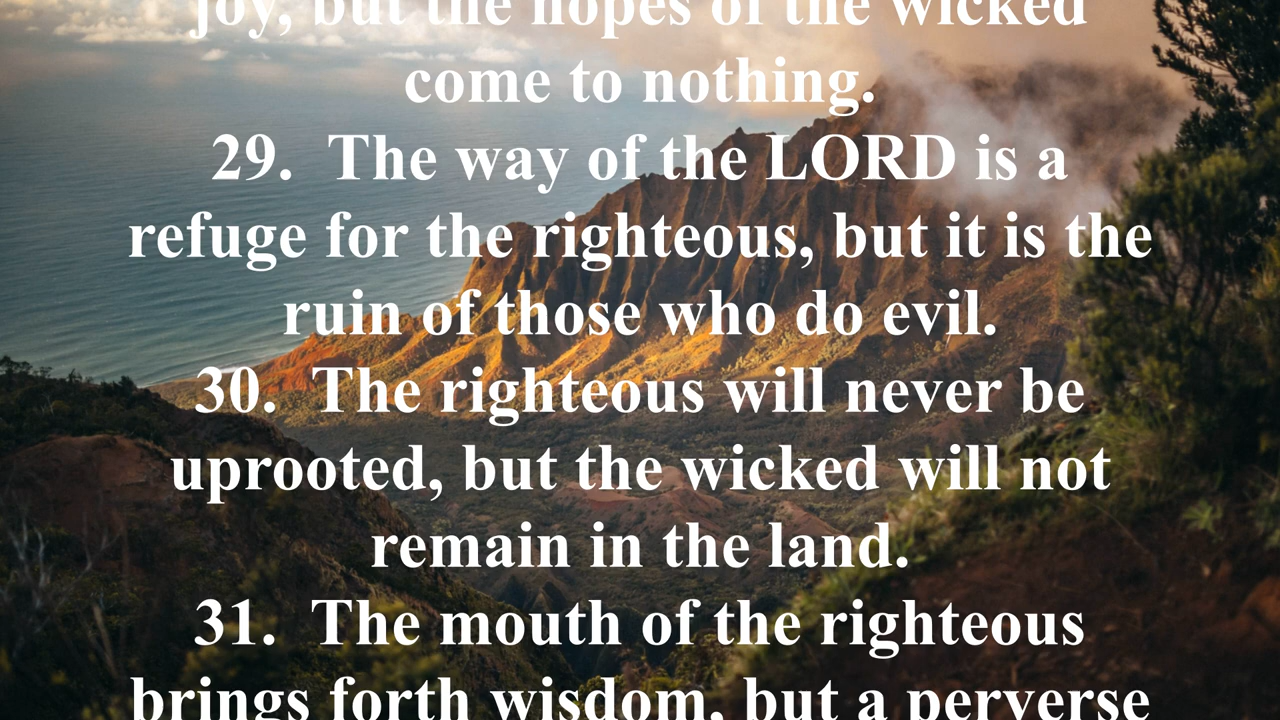 joy, but the hopes of the wicked
come to nothing.
29.  The way of the LORD is a
refuge for the righteous, but it is the
ruin of those who do evil.
30.  The righteous will never be
uprooted, but the wicked will not
remain in the land.
31.  The mouth of the righteous
brings forth wisdom, but a perverse